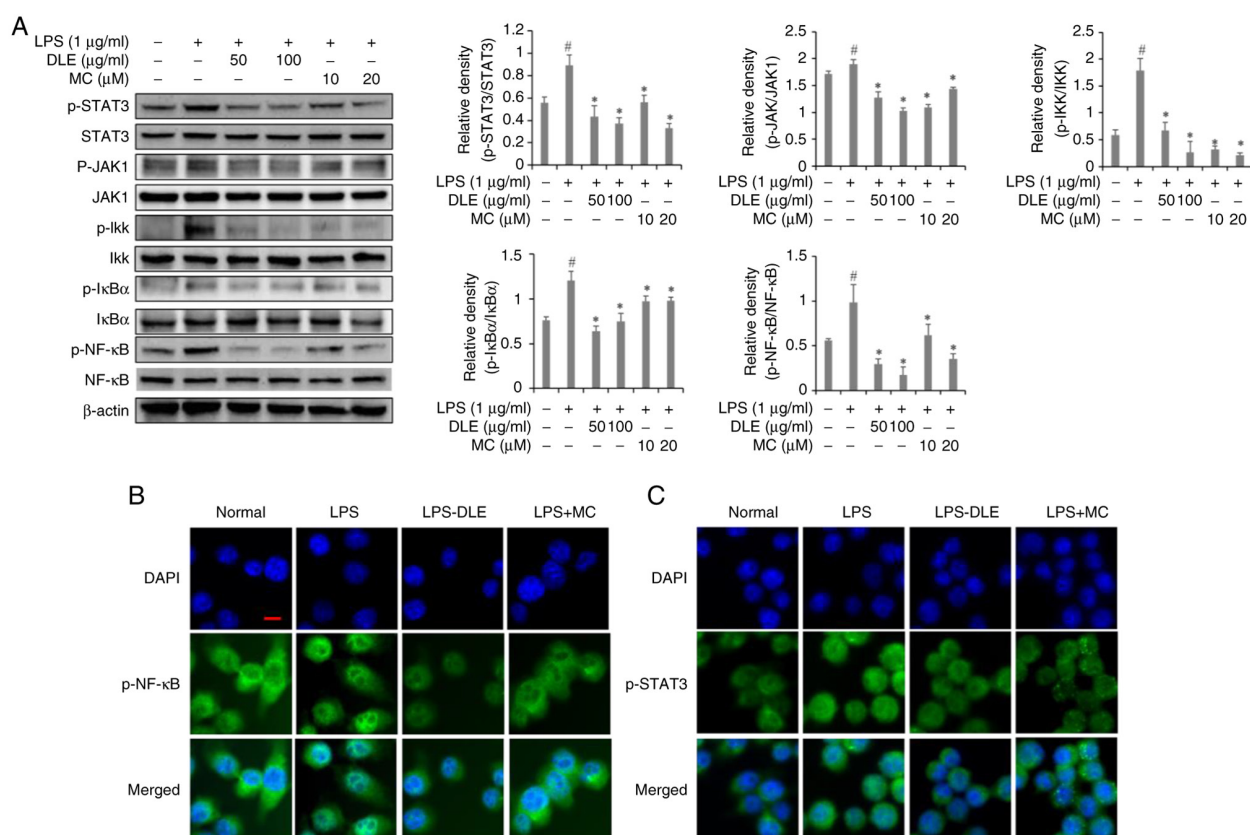 A
LPS (1 μg/ml) – + + + + +
DLE (μg/ml) – – 50 100 – –
MC (μM) – – – – 10 20
p-STAT3
STAT3
P-JAK1
JAK1
p-Ikk
Ikk
p-IκBα
IκBα
p-NF-κB
NF-κB
β-actin
Relative density
(p-STAT3/STAT3)
1.2
1
0.8
0.6
0.4
0.2
0
# * * * *
LPS (1 μg/ml) – + + + + +
DLE (μg/ml) – – 50 100 – –
MC (μM) – – – – 10 20
Relative density
(p-JAK/JAK1)
2.5
2
1.5
1
0.5
0
# * * * *
LPS (1 μg/ml) – + + + + +
DLE (μg/ml) – – 50 100 – –
MC (μM) – – – – 10 20
Relative density
(p-IKK/IKK)
2.5
2
1.5
1
0.5
0
# * * * *
LPS (1 μg/ml) – + + + + +
DLE (μg/ml) – – 50 100 – –
MC (μM) – – – – 10 20
Relative density
(p-IκBα/IκBα)
1.5
1
0.5
0
# * * * *
LPS (1 μg/ml) – + + + + +
DLE (μg/ml) – – 50 100 – –
MC (μM) – – – – 10 20
Relative density
(p-NF-κB/NF-κB)
1.5
1
0.5
0
# * * * *
LPS (1 μg/ml) – + + + + +
DLE (μg/ml) – – 50 100 – –
MC (μM) – – – – 10 20
B
Normal LPS LPS-DLE LPS+MC
DAPI
p-NF-κB
Merged
C
Normal LPS LPS-DLE LPS+MC
DAPI
p-STAT3
Merged